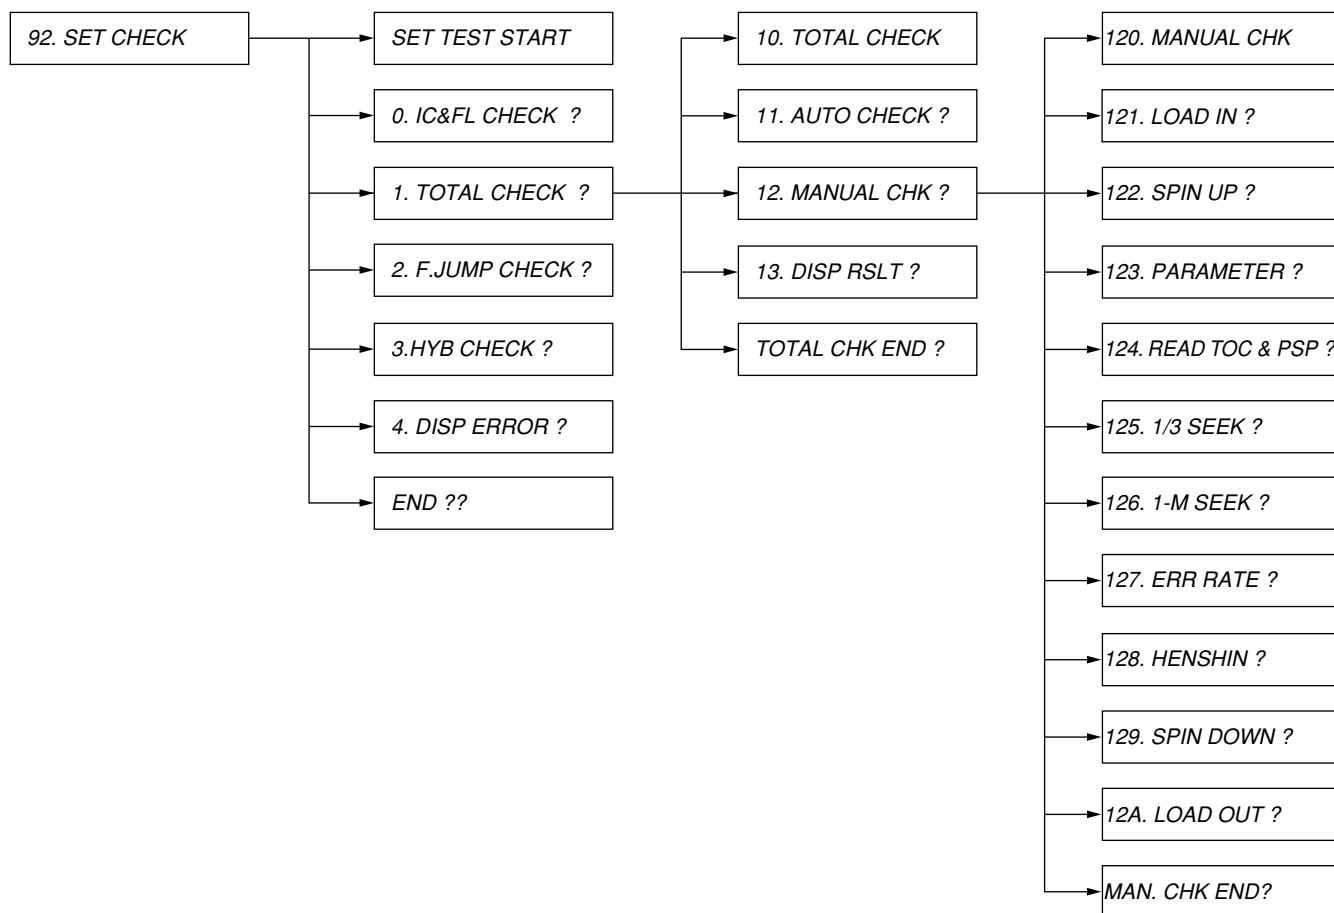 92. SET CHECK
SET TEST START
0. IC&FL CHECK ?
1. TOTAL CHECK ?
2. F.JUMP CHECK ?
3.HYB CHECK ?
4. DISP ERROR ?
END ??
10. TOTAL CHECK
11. AUTO CHECK ?
12. MANUAL CHK ?
13. DISP RSLT ?
TOTAL CHK END ?
120. MANUAL CHK
121. LOAD IN ?
122. SPIN UP ?
123. PARAMETER ?
124. READ TOC & PSP ?
125. 1/3 SEEK ?
126. 1-M SEEK ?
127. ERR RATE ?
128. HENSHIN ?
129. SPIN DOWN ?
12A. LOAD OUT ?
MAN. CHK END?